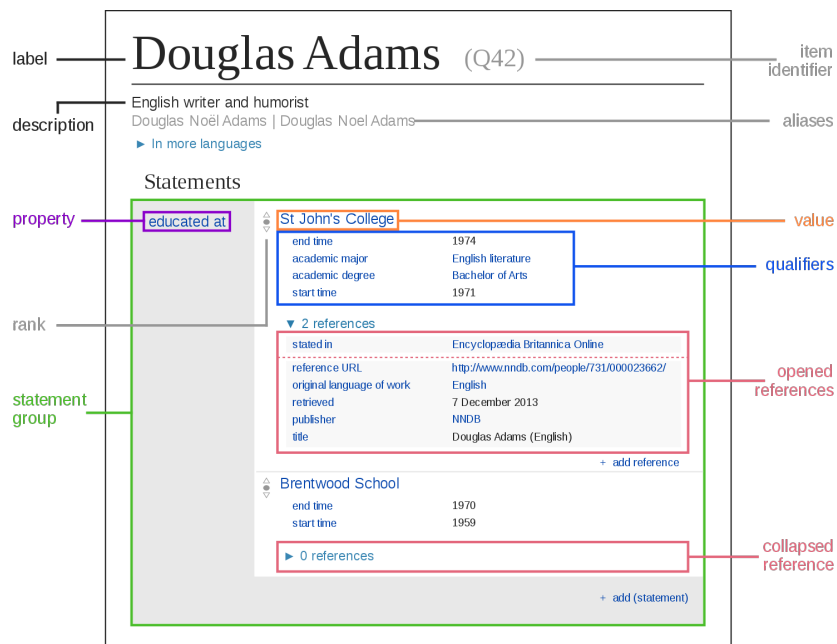 Douglas Adams (Q42)
label
item identifier
English writer and humorist
description
Douglas Noël Adams | Douglas Noel Adams
aliases
► In more languages
Statements
property
educated at
St John's College
value
end time 1974
academic major English literature
academic degree Bachelor of Arts
start time 1971
qualifiers
rank
▼ 2 references
stated in Encyclopædia Britannica Online
reference URL http://www.nndb.com/people/731/000023662/
original language of work English
retrieved 7 December 2013
publisher NNDB
title Douglas Adams (English)
opened
references
statement
group
+ add reference
Brentwood School
end time 1970
start time 1959
► 0 references
collapsed
reference
+ add (statement)